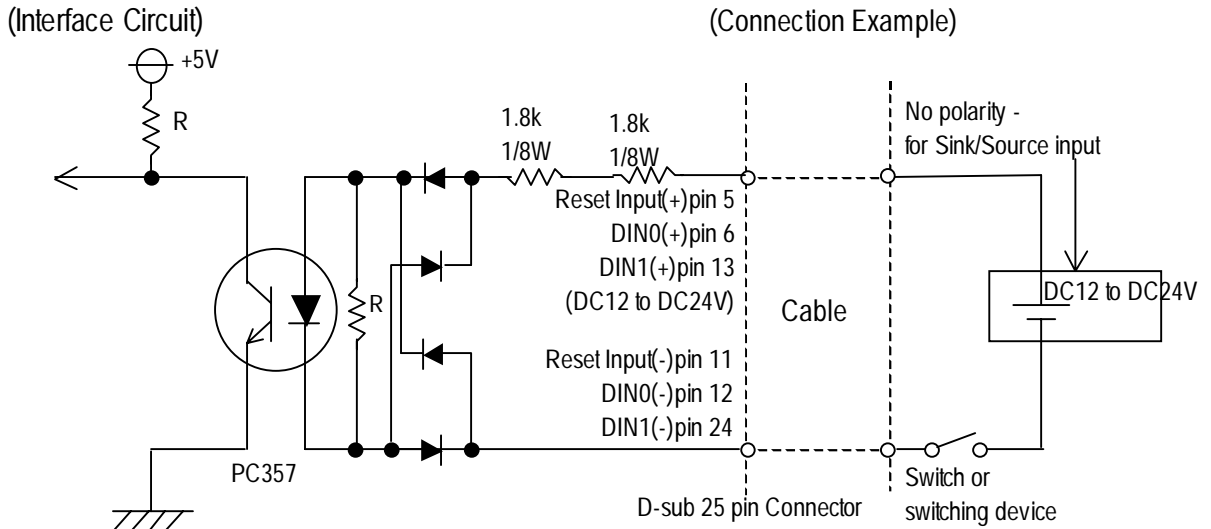 (Interface Circuit)
(Connection Example)
+5V
R
1.8k
1/8W
1.8k
1/8W
No polarity -
for Sink/Source input
Reset Input(+)pin 5
DIN0(+)pin 6
DIN1(+)pin 13
(DC12 to DC24V)
R
Cable
DC12 to DC24V
Reset Input(-)pin 11
DIN0(-)pin 12
DIN1(-)pin 24
PC357
D-sub 25 pin Connector
Switch or
switching device